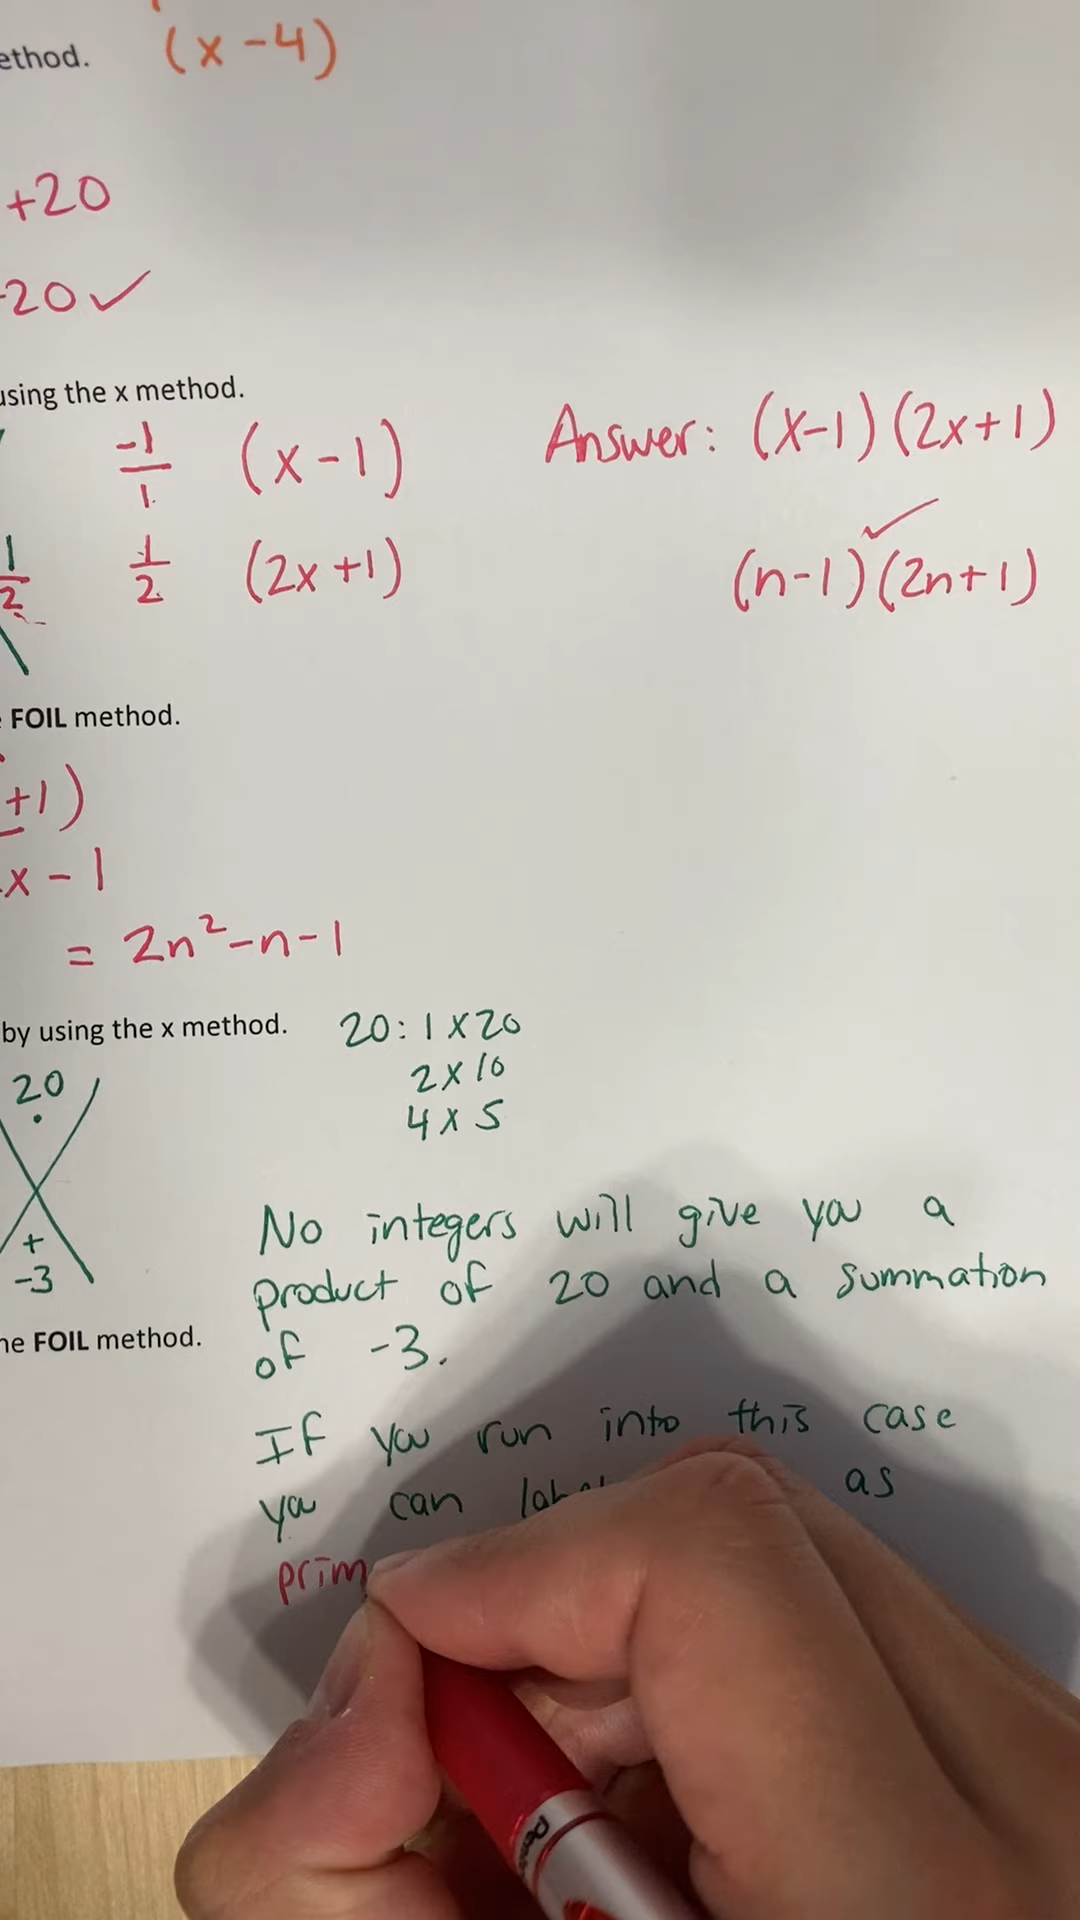 ethod. (x-4)
+20
-20✓
using the x method.
-1/1 (x-1) Answer: (x-1)(2x+1)
1/2 1/2 (2x+1) (n-1)(2n+1)
FOIL method.
+1)
x-1
= 2n²-n-1
by using the x method. 20: 1x20
20 2x10
4x5
No integers will give you a
+ product of 20 and a summation
-3
he FOIL method. of -3.
If you run into this case
you can as
prim